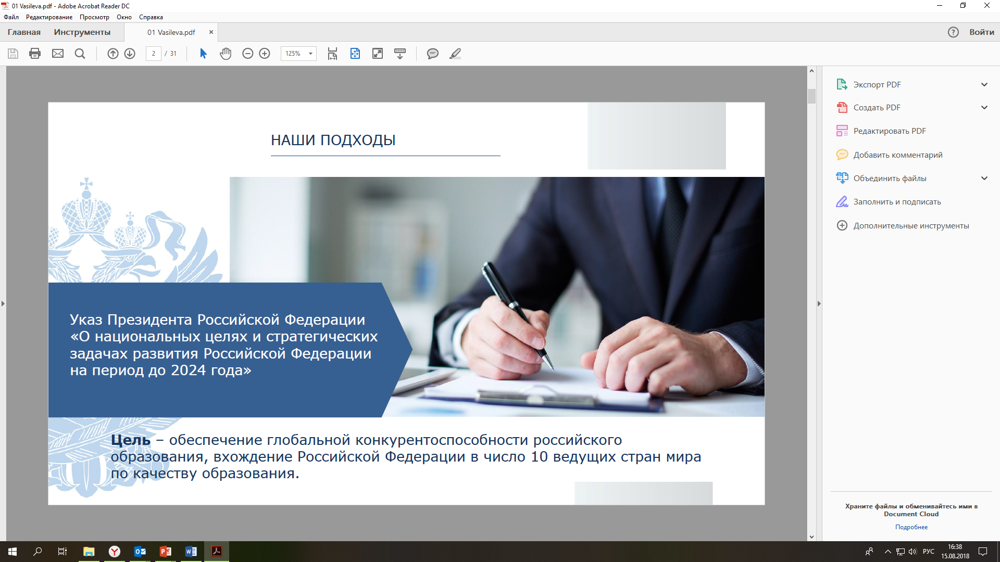 01 Vasileva.pdf - Adobe Acrobat Reader DC
Файл Редактирование Просмотр Окно Справка
Главная Инструменты 01 Vasileva.pdf Войти
2 / 31 125%
НАШИ ПОДХОДЫ
Указ Президента Российской Федерации
«О национальных целях и стратегических
задачах развития Российской Федерации
на период до 2024 года»
Цель – обеспечение глобальной конкурентоспособности российского
образования, вхождение Российской Федерации в число 10 ведущих стран мира
по качеству образования.
Экспорт PDF
Создать PDF
Редактировать PDF
Добавить комментарий
Объединить файлы
Заполнить и подписать
Дополнительные инструменты
Храните файлы и обменивайтесь ими в
Document Cloud
Подробнее
РУС
16:38
15.08.2018